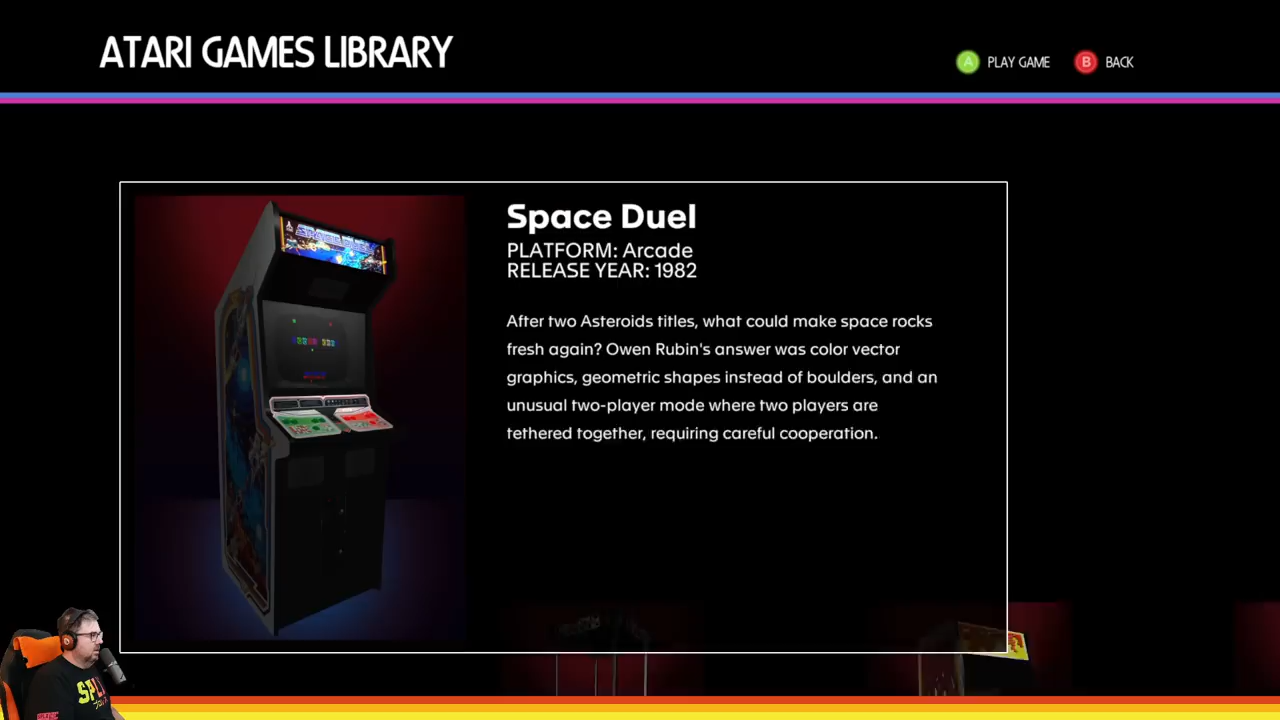 ATARI GAMES LIBRARY
A PLAY GAME B BACK
SPACE DUEL
Space Duel
PLATFORM: Arcade
RELEASE YEAR: 1982
After two Asteroids titles, what could make space rocks
fresh again? Owen Rubin's answer was color vector
graphics, geometric shapes instead of boulders, and an
unusual two-player mode where two players are
tethered together, requiring careful cooperation.